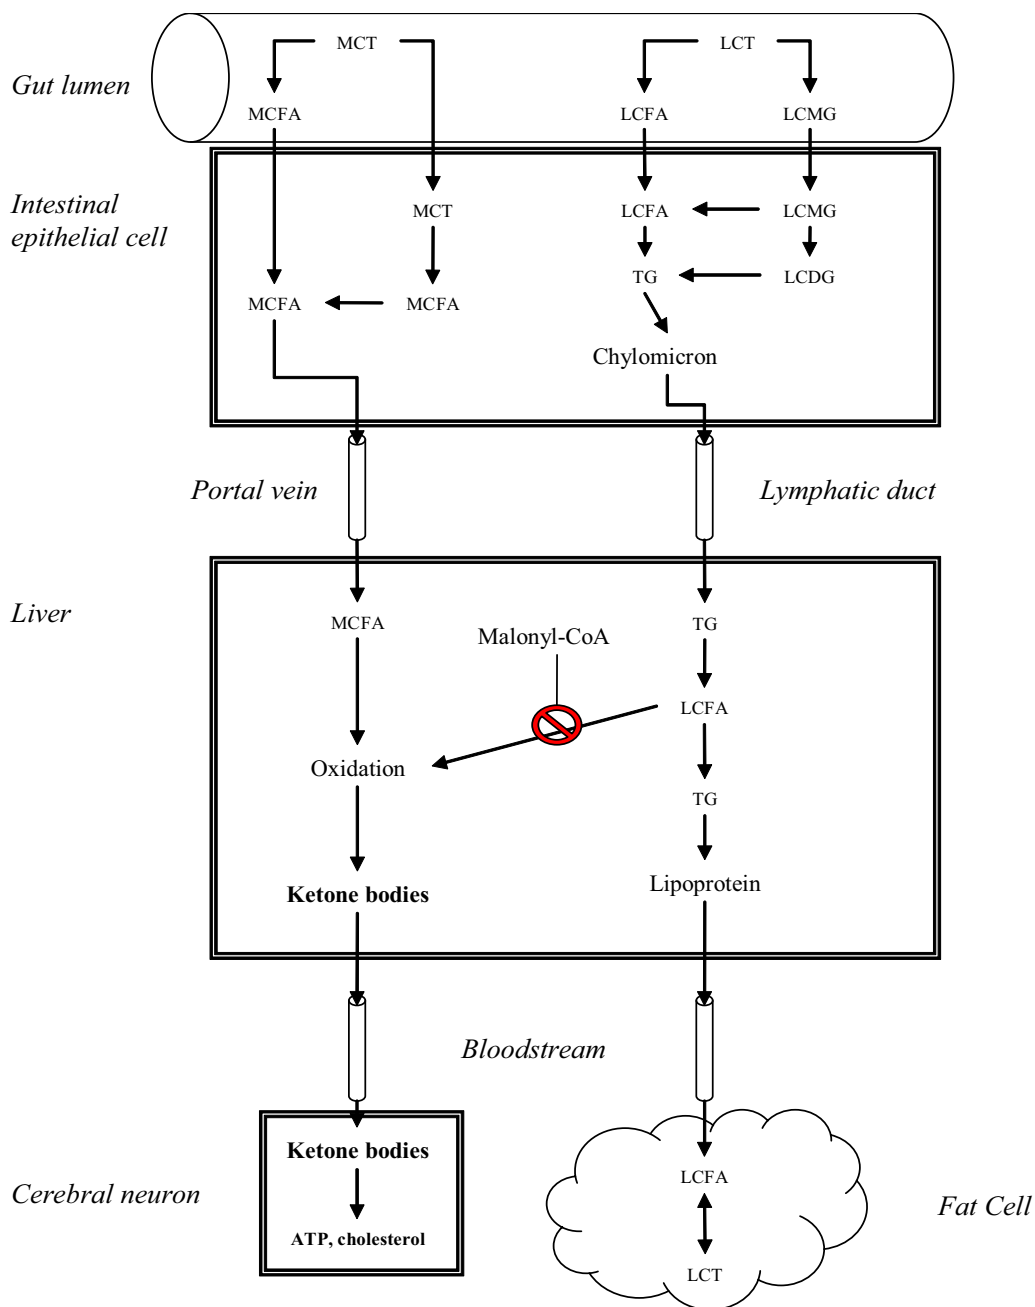 MCT
LCT
Gut lumen
MCFA
LCFA
LCMG
Intestinal
epithelial cell
MCT
LCFA
LCMG
TG
LCDG
MCFA
MCFA
Chylomicron
Portal vein
Lymphatic duct
Liver
MCFA
TG
Malonyl-CoA
LCFA
Oxidation
TG
Ketone bodies
Lipoprotein
Bloodstream
Ketone bodies
LCFA
Cerebral neuron
Fat Cell
ATP, cholesterol
LCT